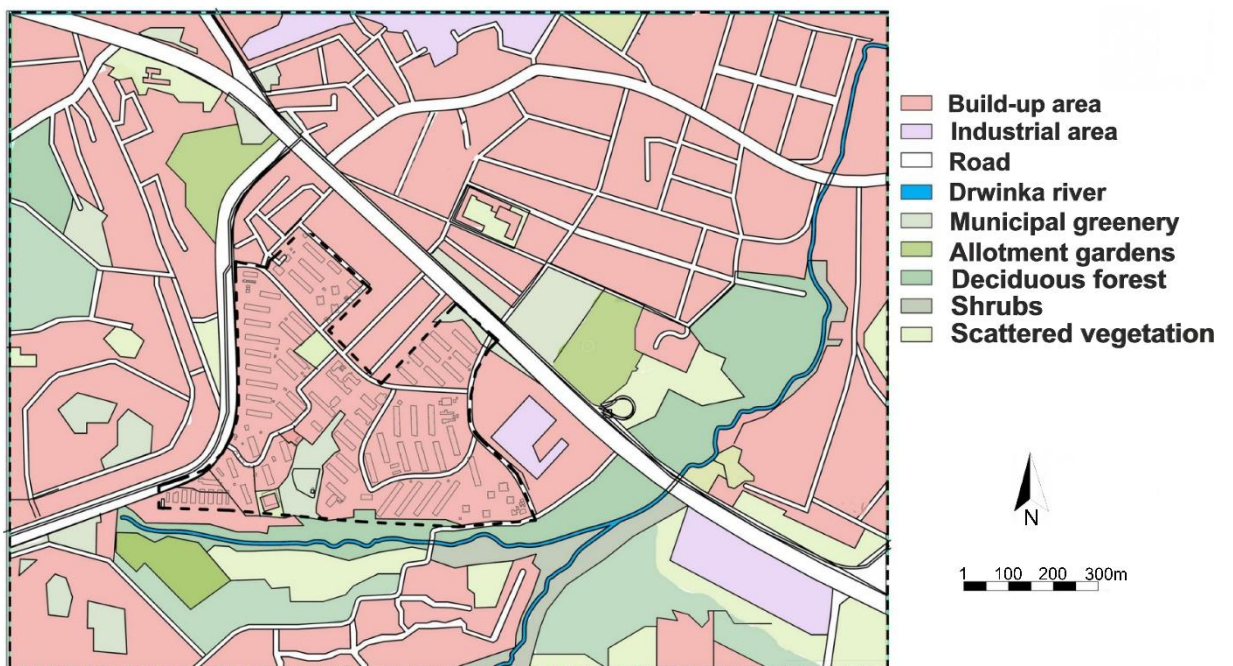 Build-up area
Industrial area
Road
Drwinka river
Municipal greenery
Allotment gardens
Deciduous forest
Shrubs
Scattered vegetation
N
1 100 200 300m